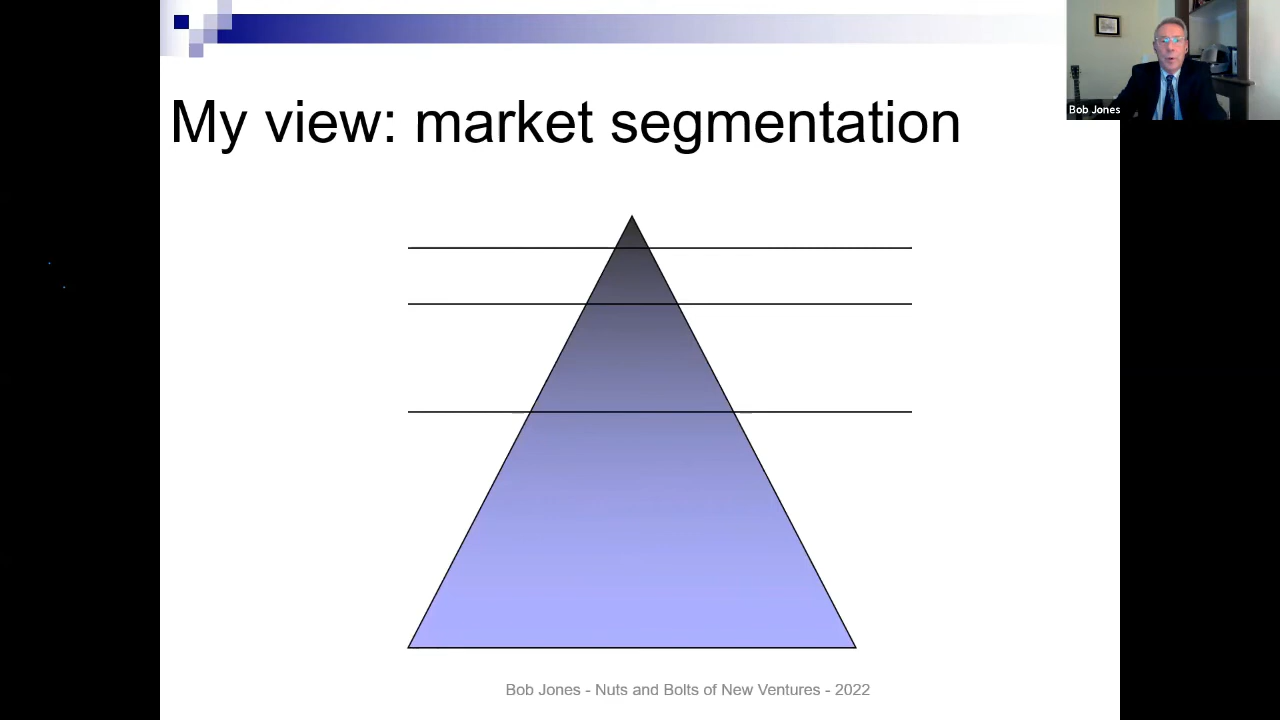 My view: market segmentation
Bob Jones
Bob Jones - Nuts and Bolts of New Ventures - 2022